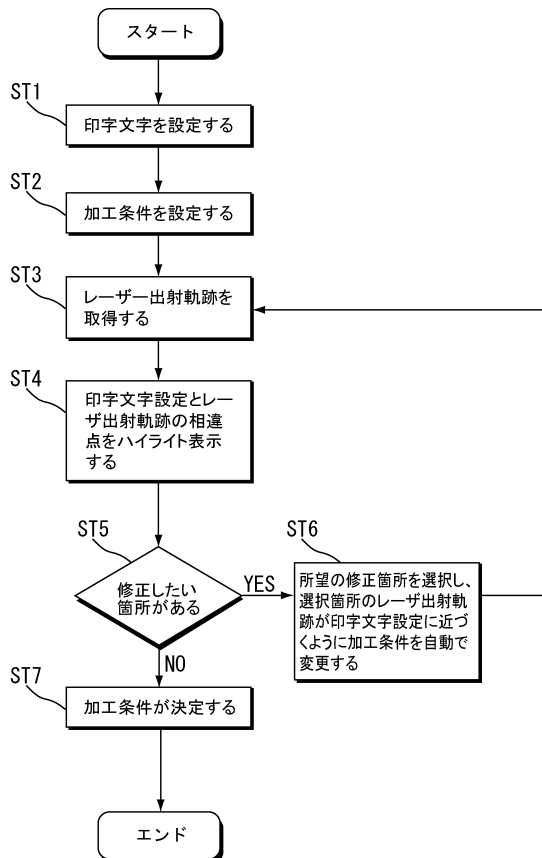 スタート
ST1
印字文字を設定する
ST2
加工条件を設定する
ST3
レーザー出射軌跡を
取得する
ST4
印字文字設定とレー
ザ出射軌跡の相違
点をハイライト表示
する
ST5
修正したい
箇所がある
YES
NO
ST6
所望の修正箇所を選択し、
選択箇所のレーザ出射軌
跡が印字文字設定に近づ
くように加工条件を自動で
変更する
ST7
加工条件が決定する
エンド